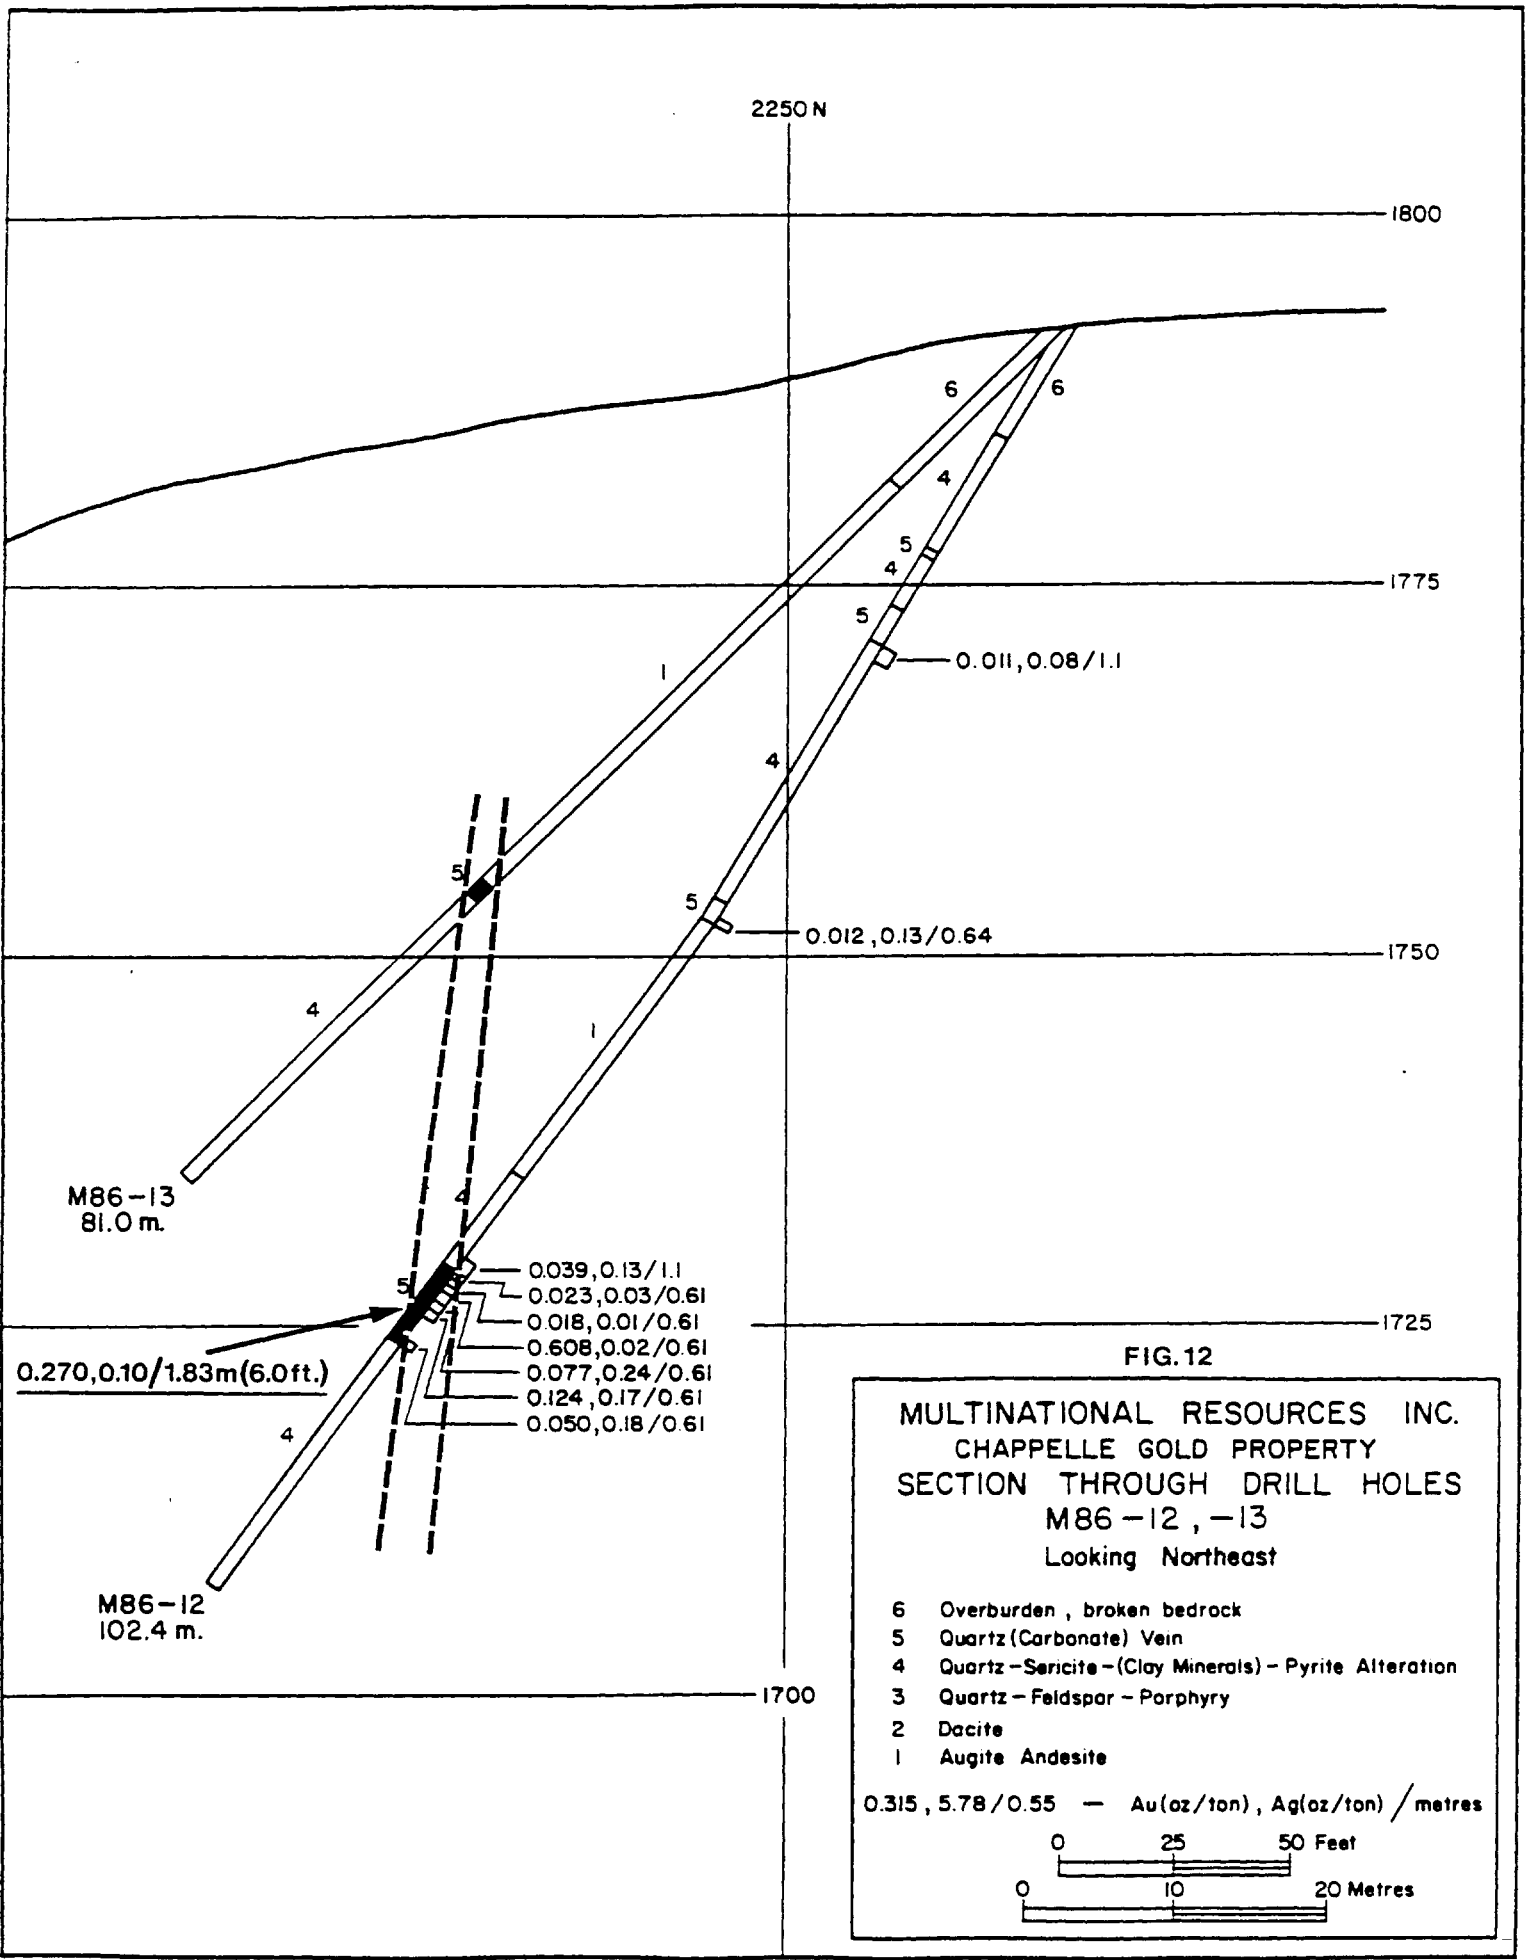 2250 N
1800
6
6
4
5
4
1775
5
0.011, 0.08/1.1
1
4
5
5
0.012, 0.13/0.64
1750
4
1
M86-13
81.0 m.
4
0.039, 0.13/1.1
5
0.023, 0.03/0.61
0.018, 0.01/0.61
1725
0.608, 0.02/0.61
0.270, 0.10/1.83m (6.0 ft.)
0.077, 0.24/0.61
0.124, 0.17/0.61
0.050, 0.18/0.61
4
M86-12
102.4 m.
1700
FIG. 12
MULTINATIONAL RESOURCES INC.
CHAPPELLE GOLD PROPERTY
SECTION THROUGH DRILL HOLES
M86-12, -13
Looking Northeast
6 Overburden, broken bedrock
5 Quartz (Carbonate) Vein
4 Quartz-Sericite-(Clay Minerals)-Pyrite Alteration
3 Quartz-Feldspar-Porphyry
2 Dacite
1 Augite Andesite
0.315, 5.78/0.55 — Au(oz/ton), Ag(oz/ton)/metres
0 25 50 Feet
0 10 20 Metres